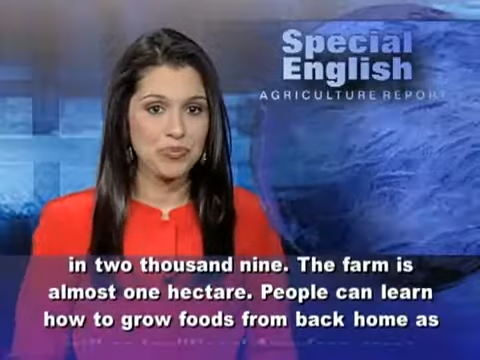 Special
English
AGRICULTURE REPORT
in two thousand nine. The farm is
almost one hectare. People can learn
how to grow foods from back home as